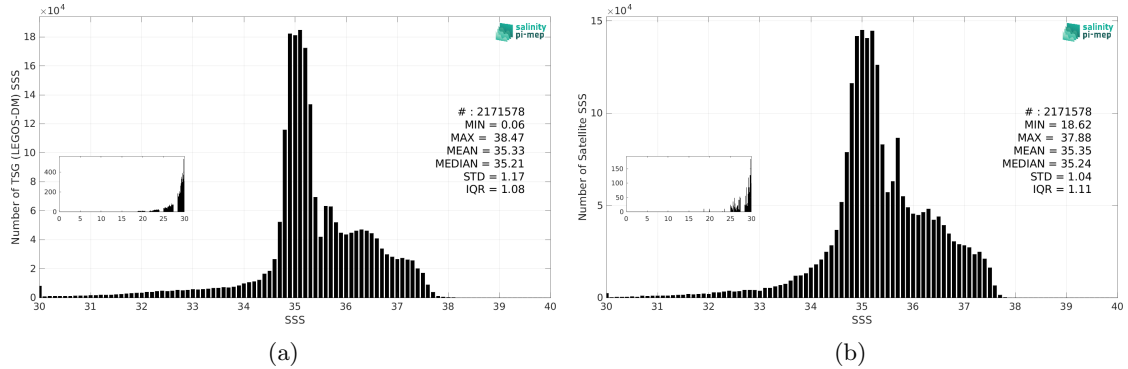 ×10^4
salinity
pi-mep
Number of TSG (LEGOS-DM) SSS
18
16
14
12
10
8
6
4
2
0
# : 2171578
MIN = 0.06
MAX = 38.47
MEAN = 35.33
MEDIAN = 35.21
STD = 1.17
IQR = 1.08
400
200
0
0 5 10 15 20 25 30
30 31 32 33 34 35 36 37 38 39 40
SSS
(a)
×10^4
salinity
pi-mep
Number of Satellite SSS
15
10
5
0
# : 2171578
MIN = 18.62
MAX = 37.88
MEAN = 35.35
MEDIAN = 35.24
STD = 1.04
IQR = 1.11
150
100
50
0
0 5 10 15 20 25 30
30 31 32 33 34 35 36 37 38 39 40
SSS
(b)